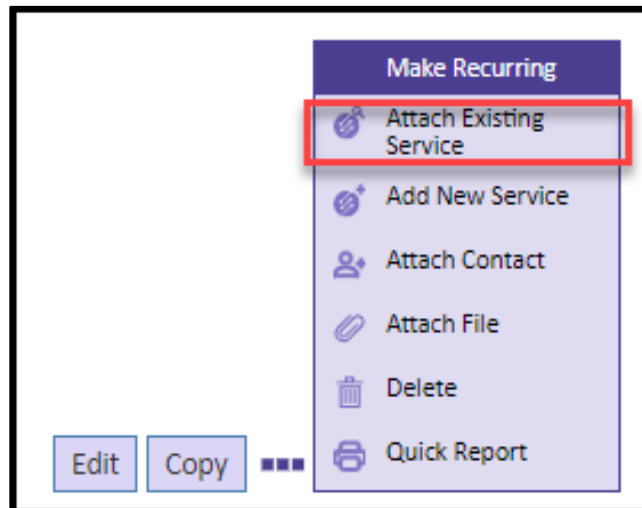 Make Recurring
Attach Existing
Service
Add New Service
Attach Contact
Attach File
Delete
Quick Report
Edit
Copy